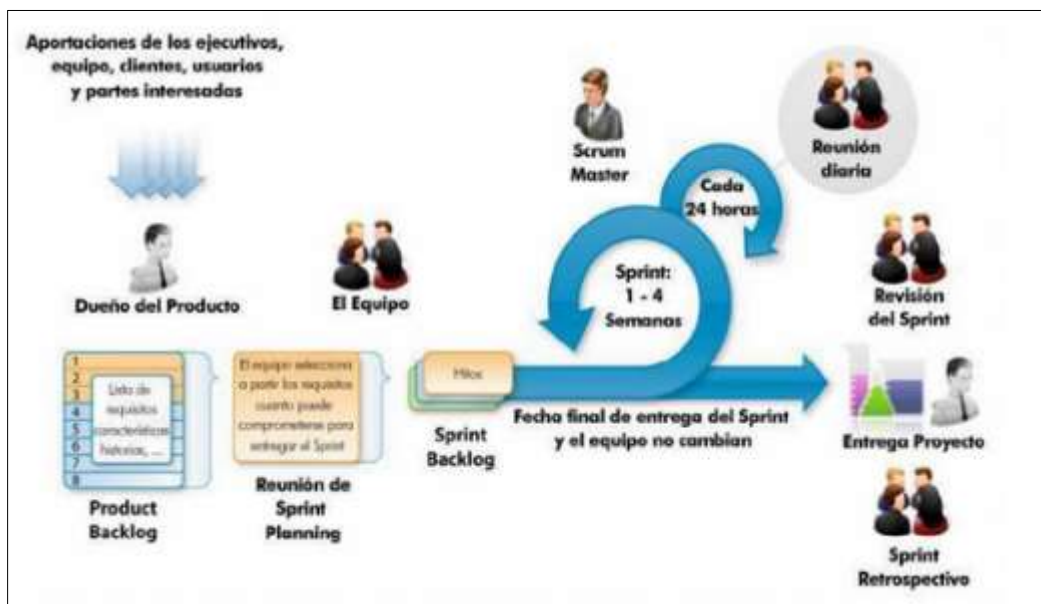 Aportaciones de los ejecutivos,
equipo, clientes, usuarios
y partes interesadas
Dueño del Producto
El Equipo
Scrum
Master
Cada
24 horas
Reunión
diaria
Sprint:
1 - 4
Semanas
Revisión
del Sprint
1
2
3
4
5
6
7
8
Lista de
requisitos
características
historias, ...
Product
Backlog
El equipo selecciona
a partir los requisitos
cuanto puede
comprometerse para
entregar al Sprint
Reunión de
Sprint
Planning
Hitos
Sprint
Backlog
Fecha final de entrega del Sprint
y el equipo no cambian
Entrega Proyecto
Sprint
Retrospectivo